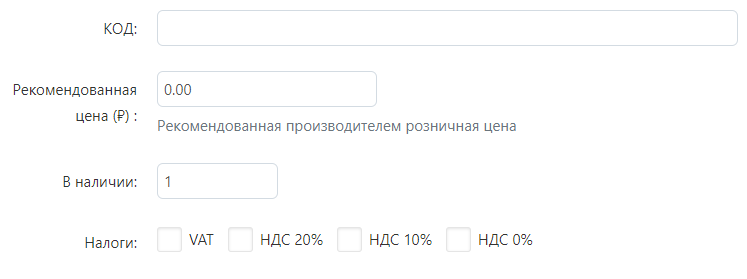 КОД:
Рекомендованная
цена (₽) :
0.00
Рекомендованная производителем розничная цена
В наличии: 1
Налоги: VAT НДС 20% НДС 10% НДС 0%